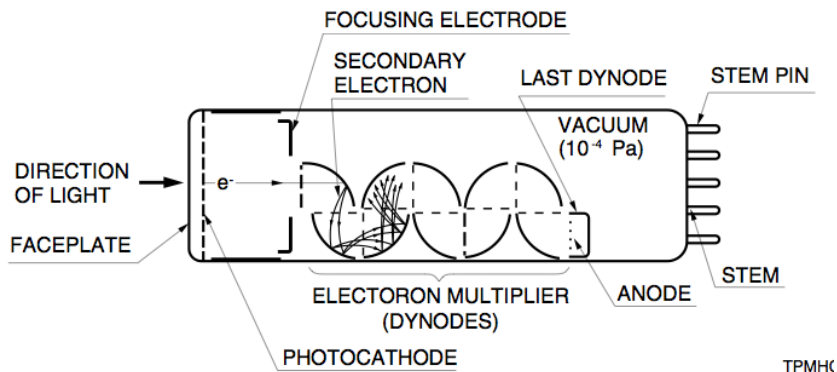 FOCUSING ELECTRODE
SECONDARY
ELECTRON
LAST DYNODE
STEM PIN
VACUUM
(10⁻⁴ Pa)
DIRECTION
OF LIGHT
e-
FACEPLATE
STEM
ELECTORON MULTIPLIER
(DYNODES)
ANODE
PHOTOCATHODE